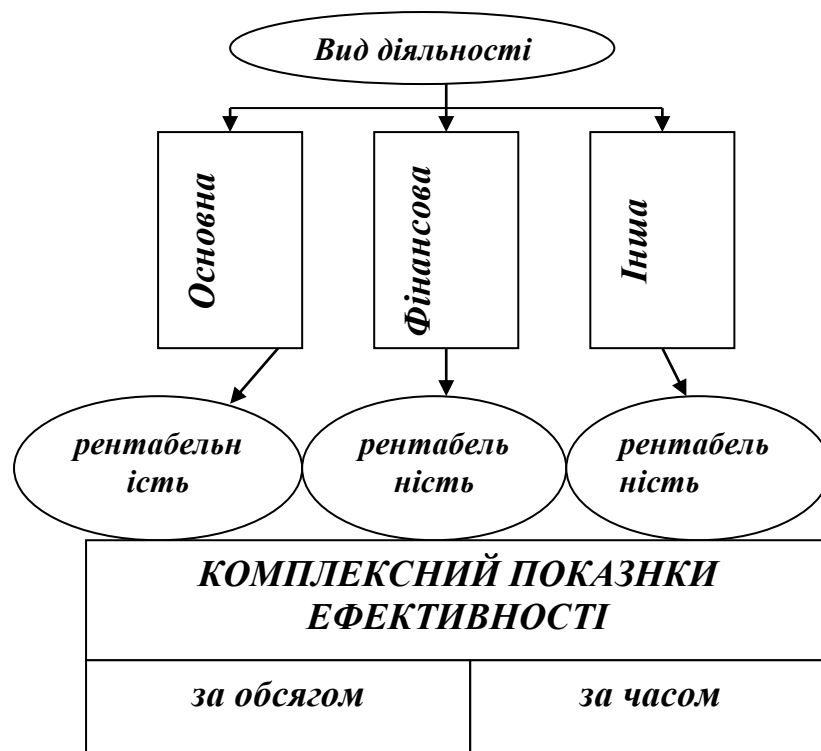 Вид діяльності
Основна
Фінансова
Інша
рентабельн
ість
рентабель
ність
рентабель
ність
КОМПЛЕКСНИЙ ПОКАЗНКИ
ЕФЕКТИВНОСТІ
за обсягом
за часом